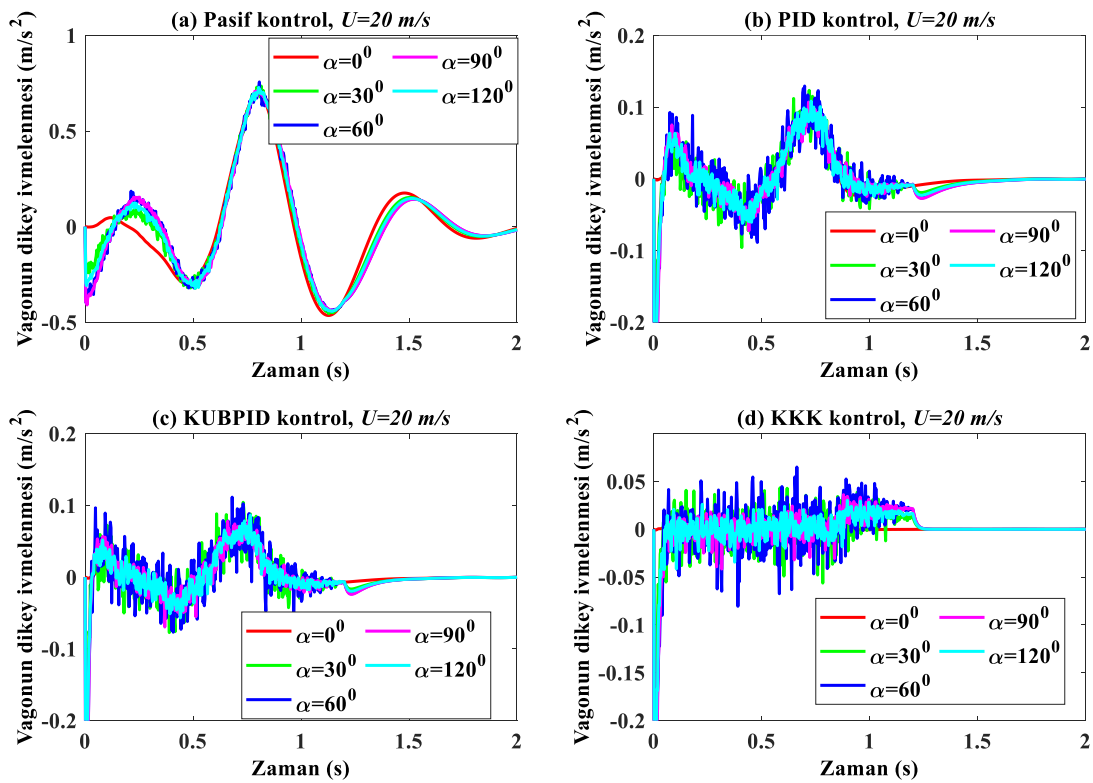 (a) Pasif kontrol, U=20 m/s
Vagonun dikey ivmelenmesi (m/s²)
1
0.5
0
-0.5
α=0⁰ α=90⁰
α=30⁰ α=120⁰
α=60⁰
0 0.5 1 1.5 2
Zaman (s)
(b) PID kontrol, U=20 m/s
Vagonun dikey ivmelenmesi (m/s²)
0.2
0.1
0
-0.1
-0.2
α=0⁰ α=90⁰
α=30⁰ α=120⁰
α=60⁰
0 0.5 1 1.5 2
Zaman (s)
(c) KUBPID kontrol, U=20 m/s
Vagonun dikey ivmelenmesi (m/s²)
0.2
0.1
0
-0.1
-0.2
α=0⁰ α=90⁰
α=30⁰ α=120⁰
α=60⁰
0 0.5 1 1.5 2
Zaman (s)
(d) KKK kontrol, U=20 m/s
Vagonun dikey ivmelenmesi (m/s²)
0.05
0
-0.05
-0.1
-0.15
-0.2
α=0⁰ α=90⁰
α=30⁰ α=120⁰
α=60⁰
0 0.5 1 1.5 2
Zaman (s)